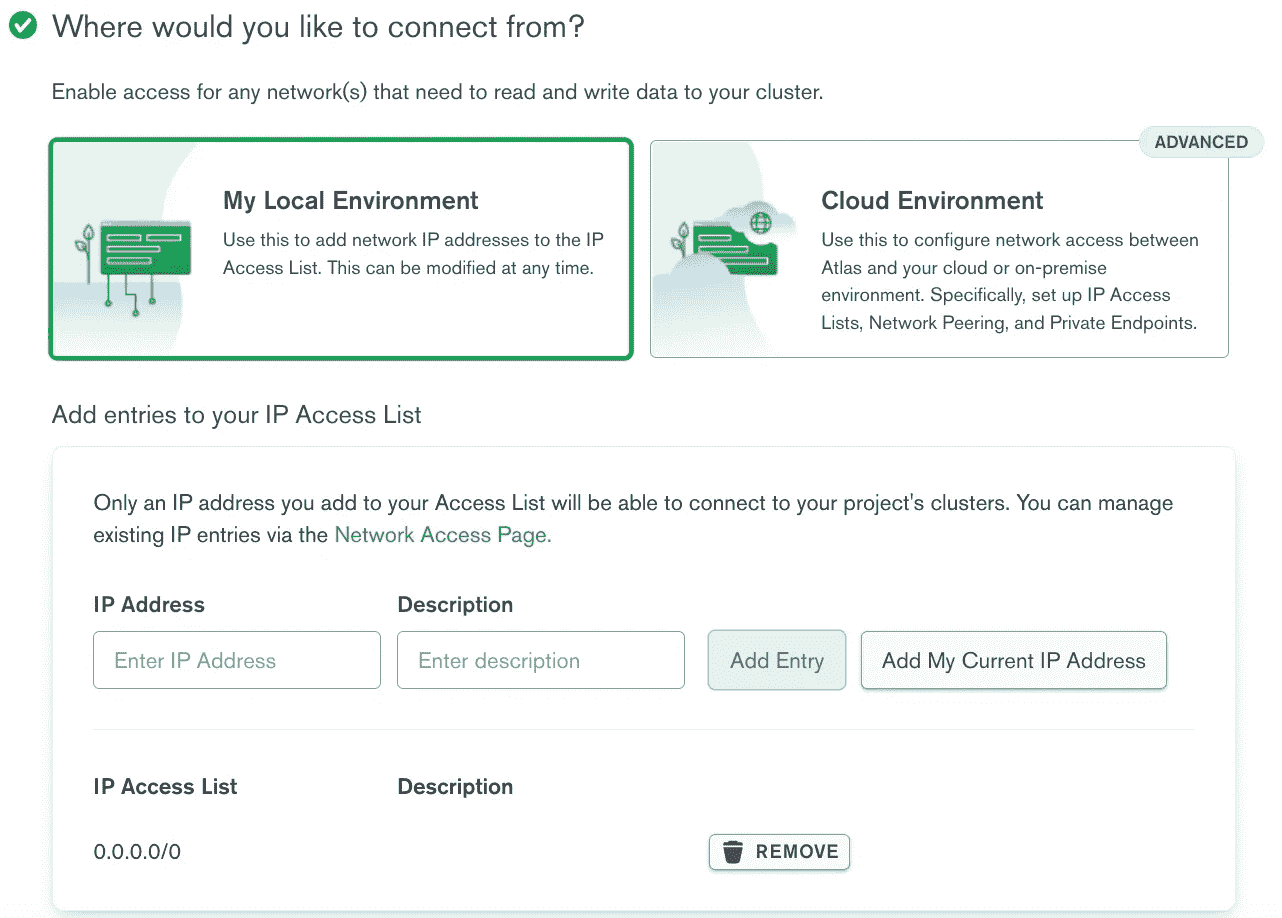 Where would you like to connect from?
Enable access for any network(s) that need to read and write data to your cluster.
ADVANCED
My Local Environment
Use this to add network IP addresses to the IP
Access List. This can be modified at any time.
Cloud Environment
Use this to configure network access between
Atlas and your cloud or on-premise
environment. Specifically, set up IP Access
Lists, Network Peering, and Private Endpoints.
Add entries to your IP Access List
Only an IP address you add to your Access List will be able to connect to your project's clusters. You can manage
existing IP entries via the Network Access Page.
IP Address Description
Enter IP Address Enter description Add Entry Add My Current IP Address
IP Access List Description
0.0.0.0/0 REMOVE